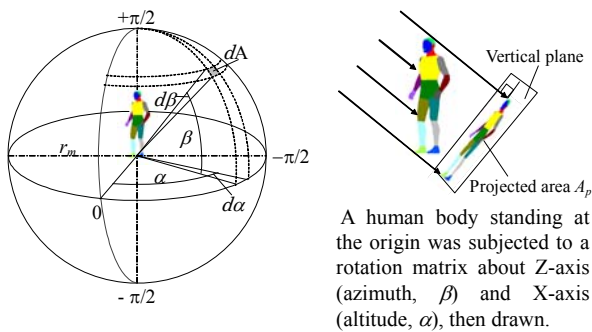 +π/2
dA
dβ
β
r_m
−π/2
α
0
dα
- π/2
Vertical plane
Projected area A_p
A human body standing at
the origin was subjected to a
rotation matrix about Z-axis
(azimuth, β) and X-axis
(altitude, α), then drawn.